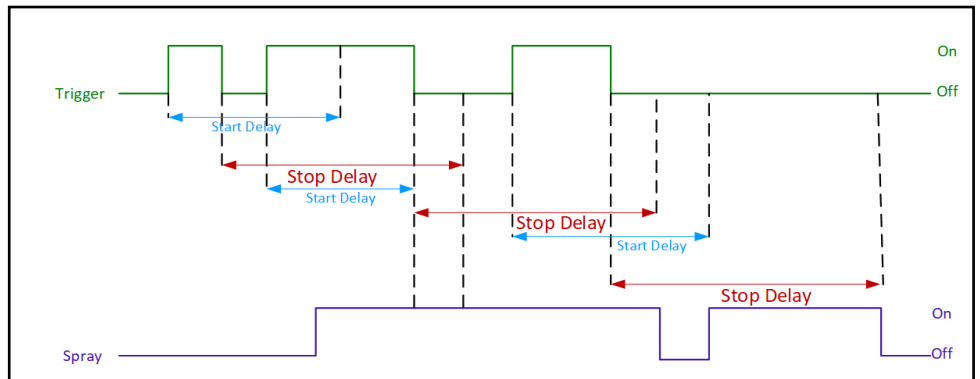 On
Trigger
Off
Start Delay
Stop Delay
Start Delay
Stop Delay
Start Delay
Stop Delay
On
Spray
Off